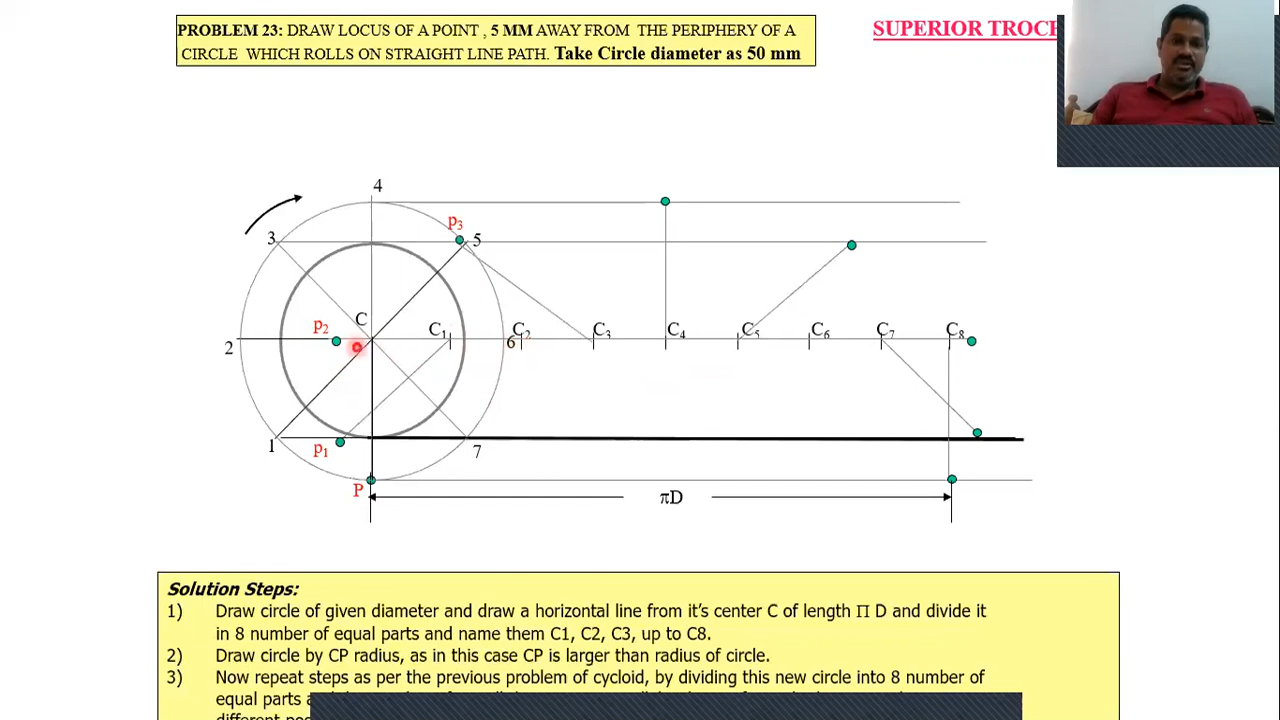 PROBLEM 23: DRAW LOCUS OF A POINT , 5 MM AWAY FROM THE PERIPHERY OF A
CIRCLE WHICH ROLLS ON STRAIGHT LINE PATH. Take Circle diameter as 50 mm
SUPERIOR TROCH
4
3
p3
5
C
p2
C1
C2
C3
C4
C5
C6
C7
C8
2
6
1
p1
7
P
πD
Solution Steps:
1) Draw circle of given diameter and draw a horizontal line from it's center C of length Π D and divide it
in 8 number of equal parts and name them C1, C2, C3, up to C8.
2) Draw circle by CP radius, as in this case CP is larger than radius of circle.
3) Now repeat steps as per the previous problem of cycloid, by dividing this new circle into 8 number of
equal parts